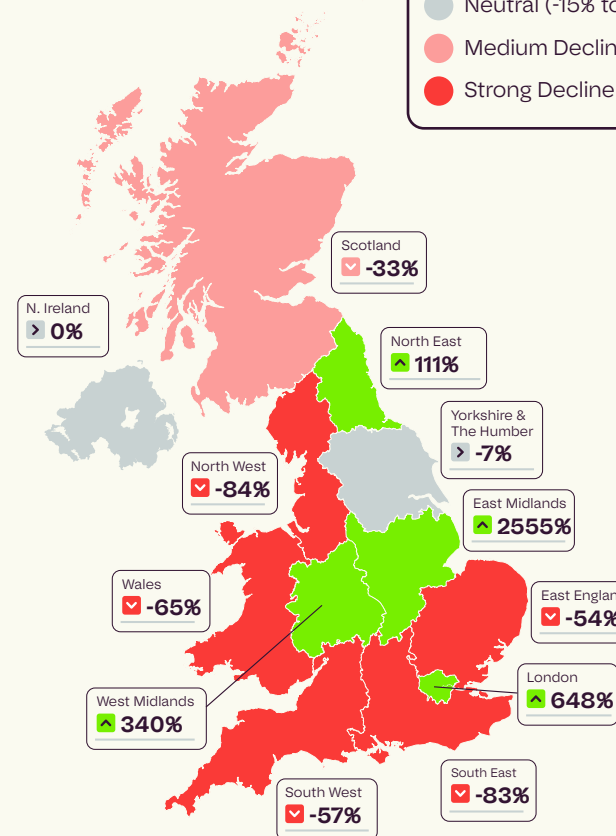 Neutral (-15% to
Medium Declin
Strong Decline
Scotland
-33%
N. Ireland
0%
North East
111%
Yorkshire &
The Humber
-7%
North West
-84%
East Midlands
2555%
Wales
-65%
East Englan
-54%
London
648%
West Midlands
340%
South East
-83%
South West
-57%